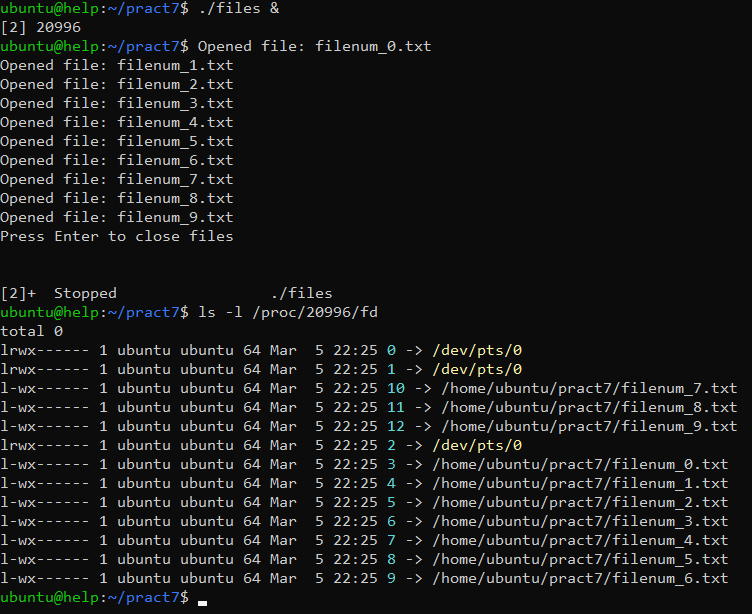 ubuntu@help:~/pract7$ ./files &
[2] 20996
ubuntu@help:~/pract7$ Opened file: filenum_0.txt
Opened file: filenum_1.txt
Opened file: filenum_2.txt
Opened file: filenum_3.txt
Opened file: filenum_4.txt
Opened file: filenum_5.txt
Opened file: filenum_6.txt
Opened file: filenum_7.txt
Opened file: filenum_8.txt
Opened file: filenum_9.txt
Press Enter to close files
[2]+  Stopped                 ./files
ubuntu@help:~/pract7$ ls -l /proc/20996/fd
total 0
lrwx------ 1 ubuntu ubuntu 64 Mar  5 22:25 0 -> /dev/pts/0
lrwx------ 1 ubuntu ubuntu 64 Mar  5 22:25 1 -> /dev/pts/0
l-wx------ 1 ubuntu ubuntu 64 Mar  5 22:25 10 -> /home/ubuntu/pract7/filenum_7.txt
l-wx------ 1 ubuntu ubuntu 64 Mar  5 22:25 11 -> /home/ubuntu/pract7/filenum_8.txt
l-wx------ 1 ubuntu ubuntu 64 Mar  5 22:25 12 -> /home/ubuntu/pract7/filenum_9.txt
lrwx------ 1 ubuntu ubuntu 64 Mar  5 22:25 2 -> /dev/pts/0
l-wx------ 1 ubuntu ubuntu 64 Mar  5 22:25 3 -> /home/ubuntu/pract7/filenum_0.txt
l-wx------ 1 ubuntu ubuntu 64 Mar  5 22:25 4 -> /home/ubuntu/pract7/filenum_1.txt
l-wx------ 1 ubuntu ubuntu 64 Mar  5 22:25 5 -> /home/ubuntu/pract7/filenum_2.txt
l-wx------ 1 ubuntu ubuntu 64 Mar  5 22:25 6 -> /home/ubuntu/pract7/filenum_3.txt
l-wx------ 1 ubuntu ubuntu 64 Mar  5 22:25 7 -> /home/ubuntu/pract7/filenum_4.txt
l-wx------ 1 ubuntu ubuntu 64 Mar  5 22:25 8 -> /home/ubuntu/pract7/filenum_5.txt
l-wx------ 1 ubuntu ubuntu 64 Mar  5 22:25 9 -> /home/ubuntu/pract7/filenum_6.txt
ubuntu@help:~/pract7$